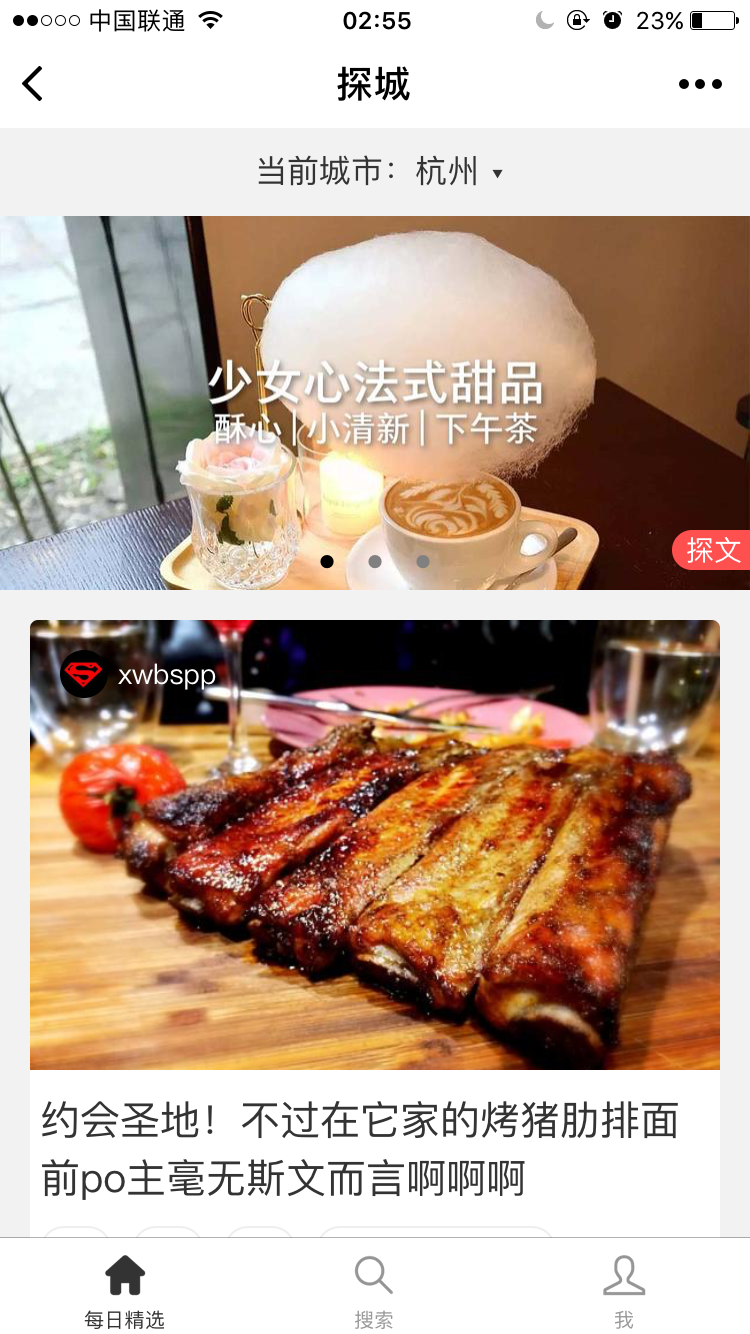 中国联通
02:55
23%
探城
当前城市：杭州
少女心法式甜品
酥心|小清新|下午茶
探文
xwbspp
约会圣地！不过在它家的烤猪肋排面
前po主毫无斯文而言啊啊啊
每日精选
搜索
我